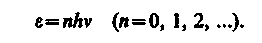 ε=nhν (n=0, 1, 2, ...).